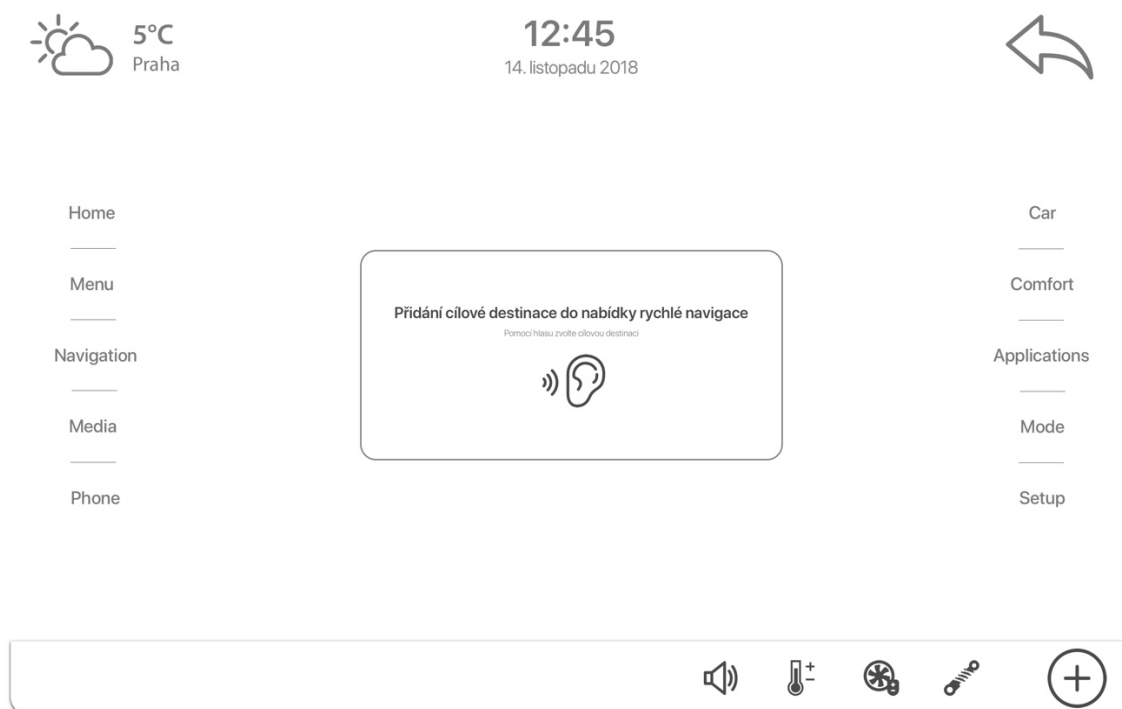 5°C
Praha
12:45
14. listopadu 2018
Home
Menu
Navigation
Media
Phone
Přidání cílové destinace do nabídky rychlé navigace
Pomocí hlasu zvolte cílovou destinaci
Car
Comfort
Applications
Mode
Setup